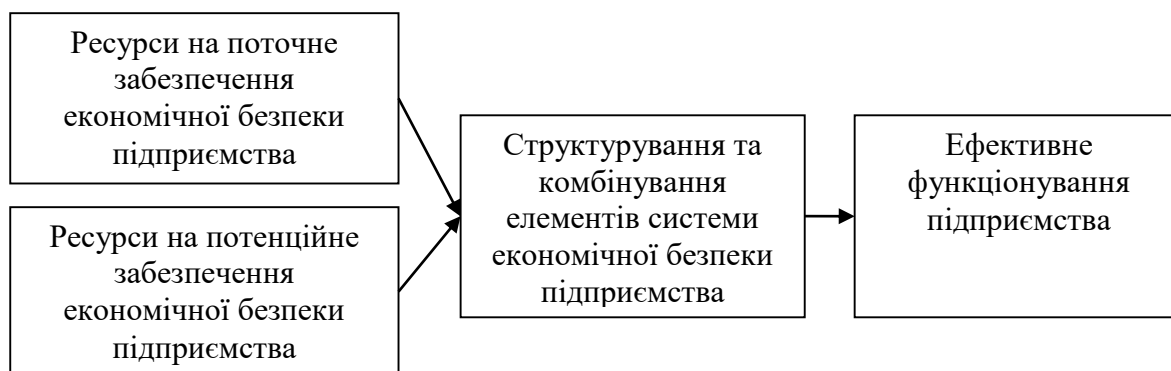 Ресурси на поточне
забезпечення
економічної безпеки
підприємства
Ресурси на потенційне
забезпечення
економічної безпеки
підприємства
Структурування та
комбінування
елементів системи
економічної безпеки
підприємства
Ефективне
функціонування
підприємства